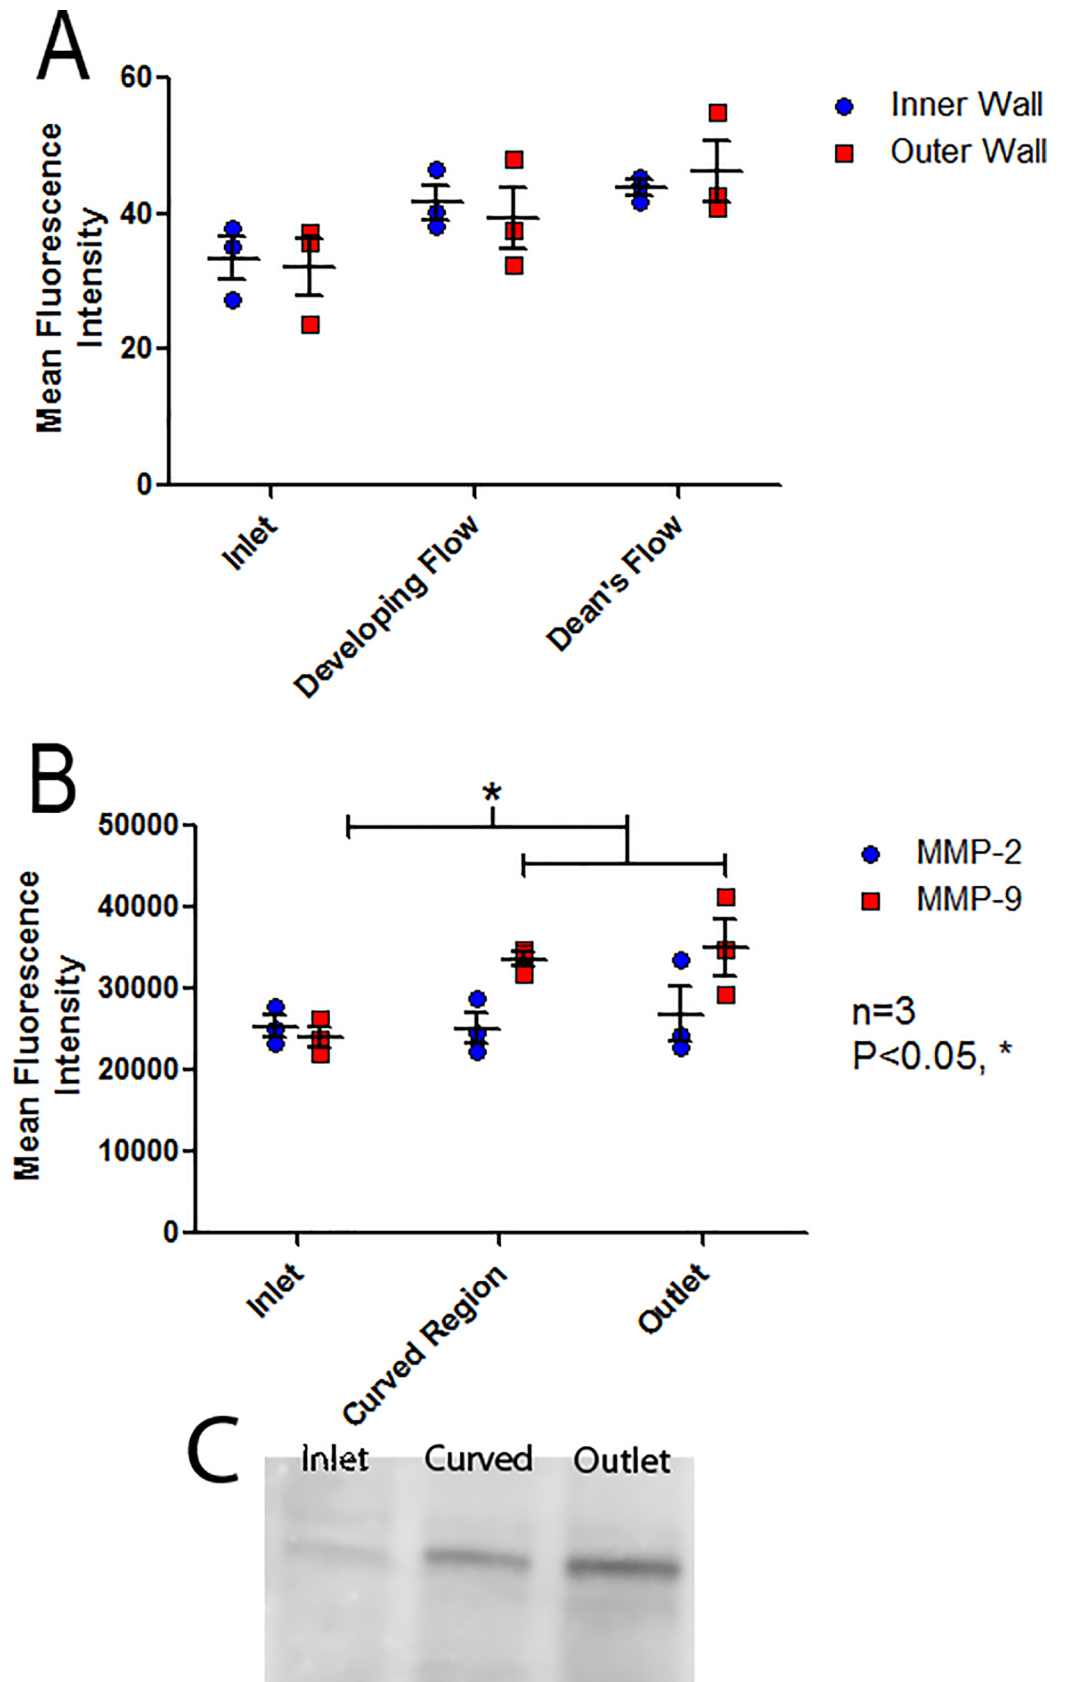 A
60
40
20
0
Mean Fluorescence
Intensity
Inner Wall
Outer Wall
Inlet
Developing Flow
Dean's Flow
B
*
50000
40000
30000
20000
10000
0
Mean Fluorescence
Intensity
MMP-2
MMP-9
n=3
P<0.05, *
Inlet
Curved Region
Outlet
C
Inlet Curved Outlet